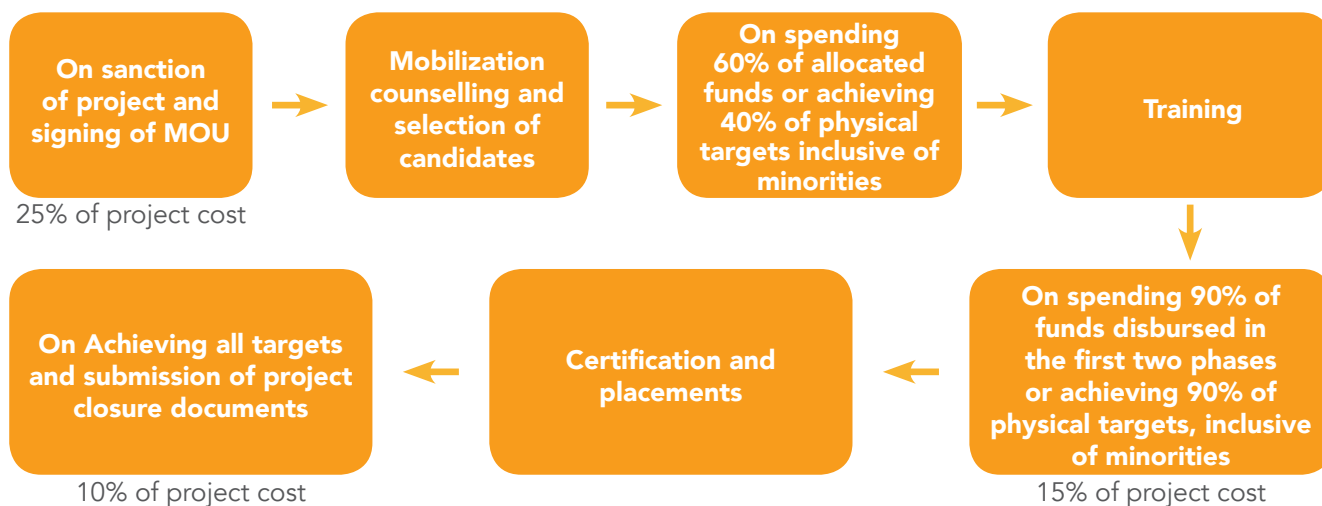 On sanction
of project and
signing of MOU
25% of project cost
Mobilization
counselling and
selection of
candidates
On spending
60% of allocated
funds or achieving
40% of physical
targets inclusive of
minorities
Training
On spending 90% of
funds disbursed in
the first two phases
or achieving 90% of
physical targets, inclusive
of minorities
15% of project cost
Certification and
placements
On Achieving all targets
and submission of project
closure documents
10% of project cost